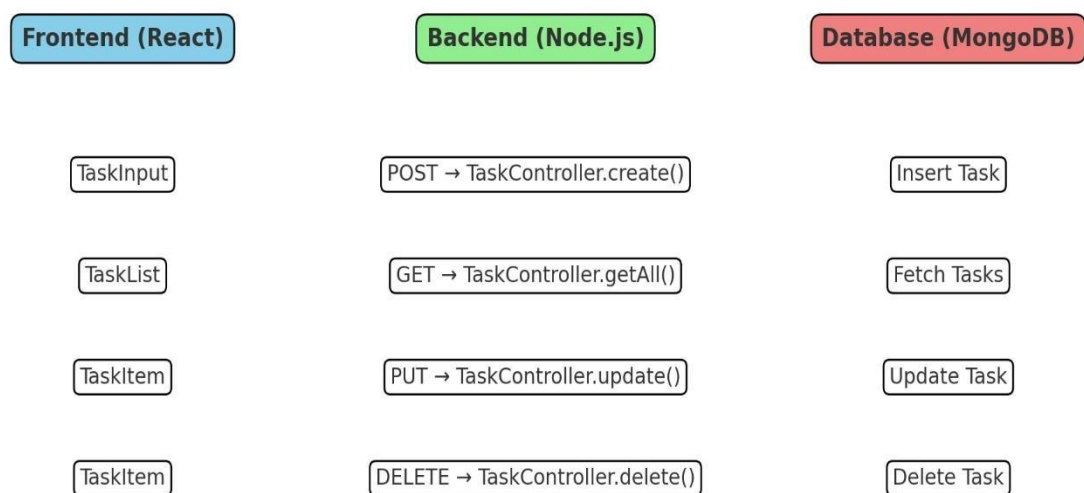 Frontend (React)
Backend (Node.js)
Database (MongoDB)
TaskInput
POST → TaskController.create()
Insert Task
TaskList
GET → TaskController.getAll()
Fetch Tasks
TaskItem
PUT → TaskController.update()
Update Task
TaskItem
DELETE → TaskController.delete()
Delete Task